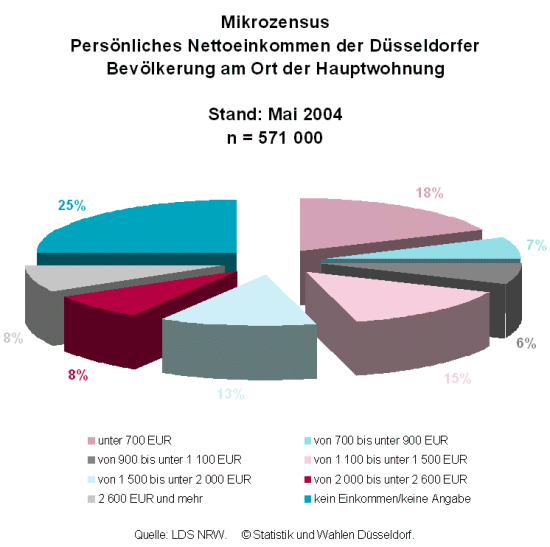 Mikrozensus
Persönliches Nettoeinkommen der Düsseldorfer
Bevölkerung am Ort der Hauptwohnung
Stand: Mai 2004
n = 571 000
18%
25%
7%
8%
6%
8%
15%
13%
unter 700 EUR
von 700 bis unter 900 EUR
von 900 bis unter 1 100 EUR
von 1 100 bis unter 1 500 EUR
von 1 500 bis unter 2 000 EUR
von 2 000 bis unter 2 600 EUR
2 600 EUR und mehr
kein Einkommen/keine Angabe
Quelle: LDS NRW. © Statistik und Wahlen Düsseldorf.